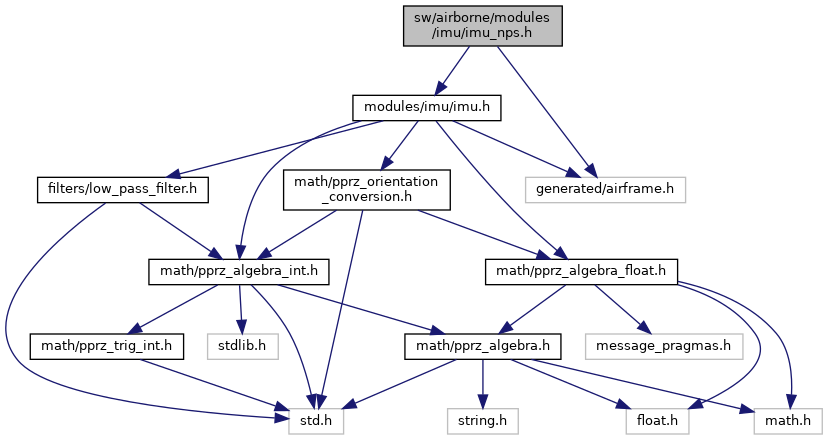 sw/airborne/modules
/imu/imu_nps.h
modules/imu/imu.h
filters/low_pass_filter.h
math/pprz_orientation
_conversion.h
generated/airframe.h
math/pprz_algebra_int.h
math/pprz_algebra_float.h
math/pprz_trig_int.h
stdlib.h
math/pprz_algebra.h
message_pragmas.h
std.h
string.h
float.h
math.h